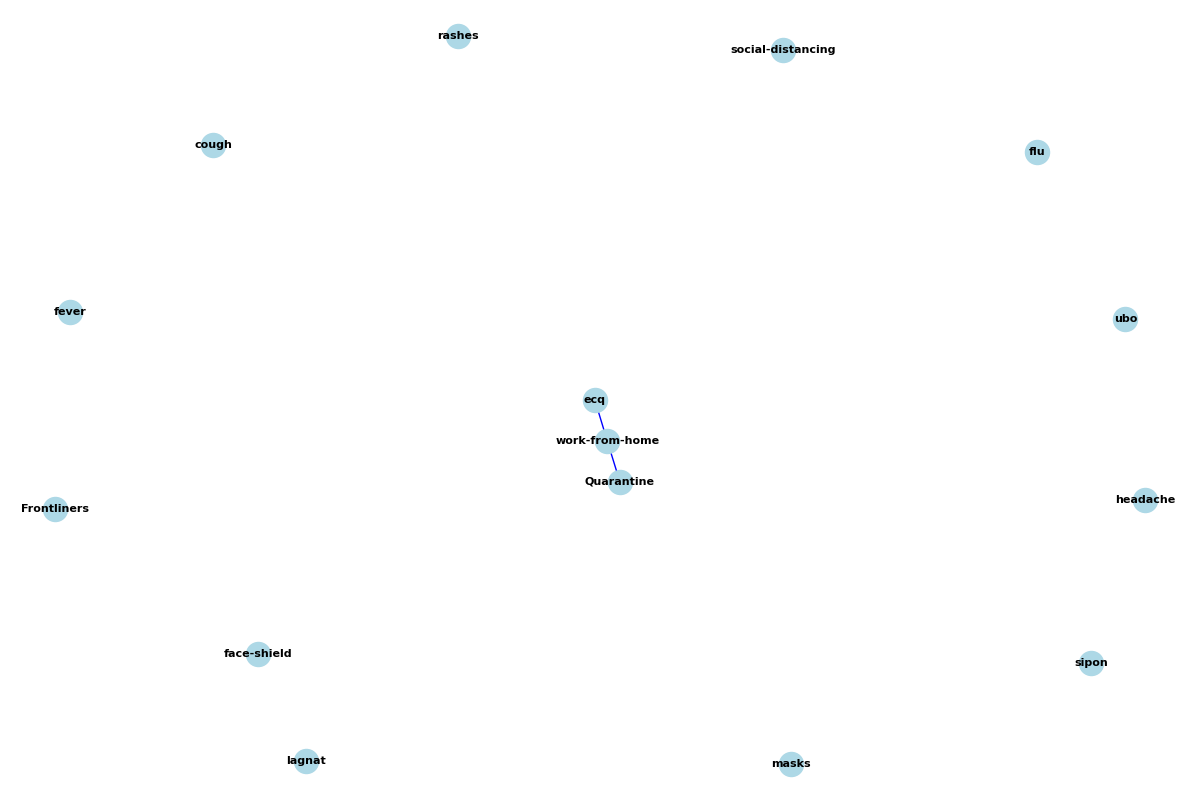 rashes
social-distancing
cough
flu
fever
ubo
ecq
work-from-home
Quarantine
headache
Frontliners
face-shield
sipon
lagnat
masks